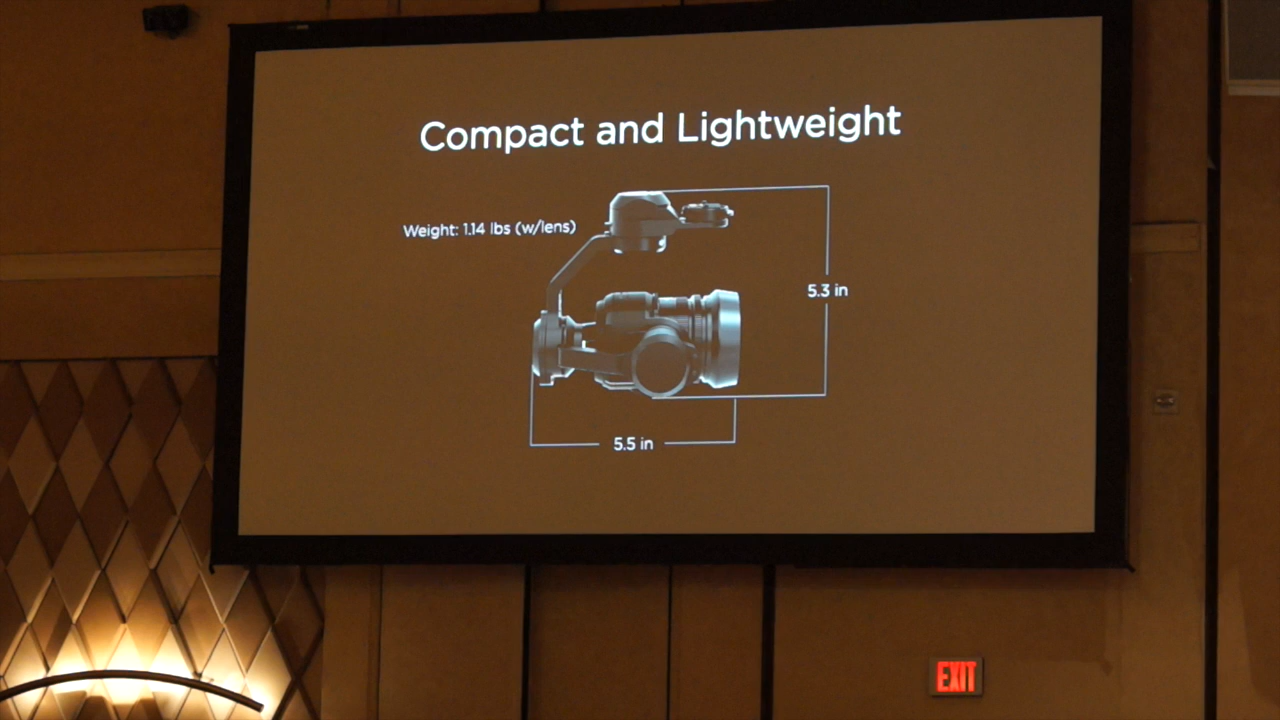 Compact and Lightweight
Weight: 1.14 lbs (w/lens)
5.3 in
5.5 in
EXIT